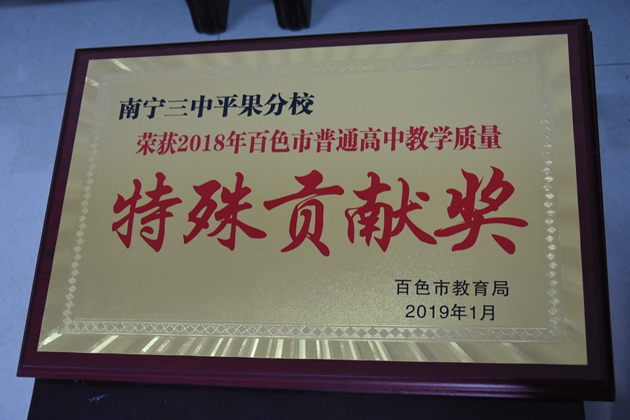 南宁三中平果分校
荣获2018年百色市普通高中教学质量
特殊贡献奖
百色市教育局
2019年1月